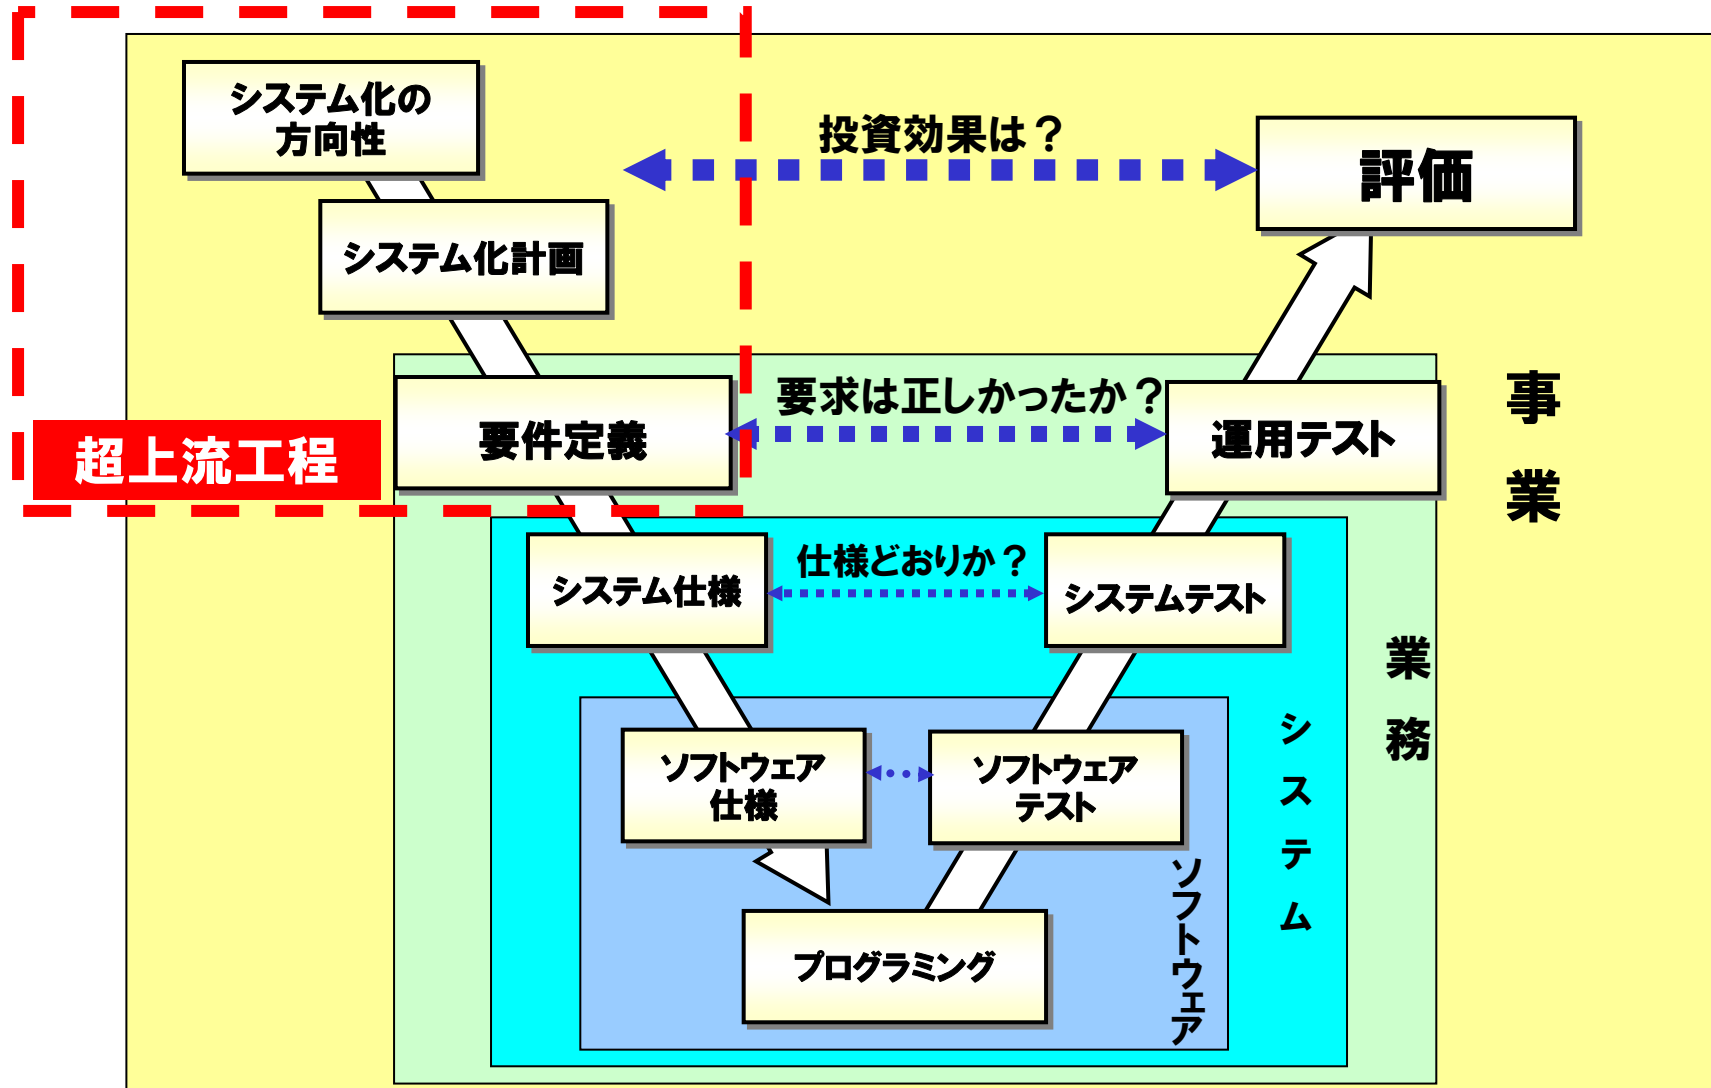 システム化の
方向性
投資効果は？
評価
システム化計画
要求は正しかったか？
事業
超上流工程
要件定義
運用テスト
仕様どおりか？
システム仕様
システムテスト
業務
システム
ソフトウェア
仕様
ソフトウェア
テスト
ソフトウェア
プログラミング